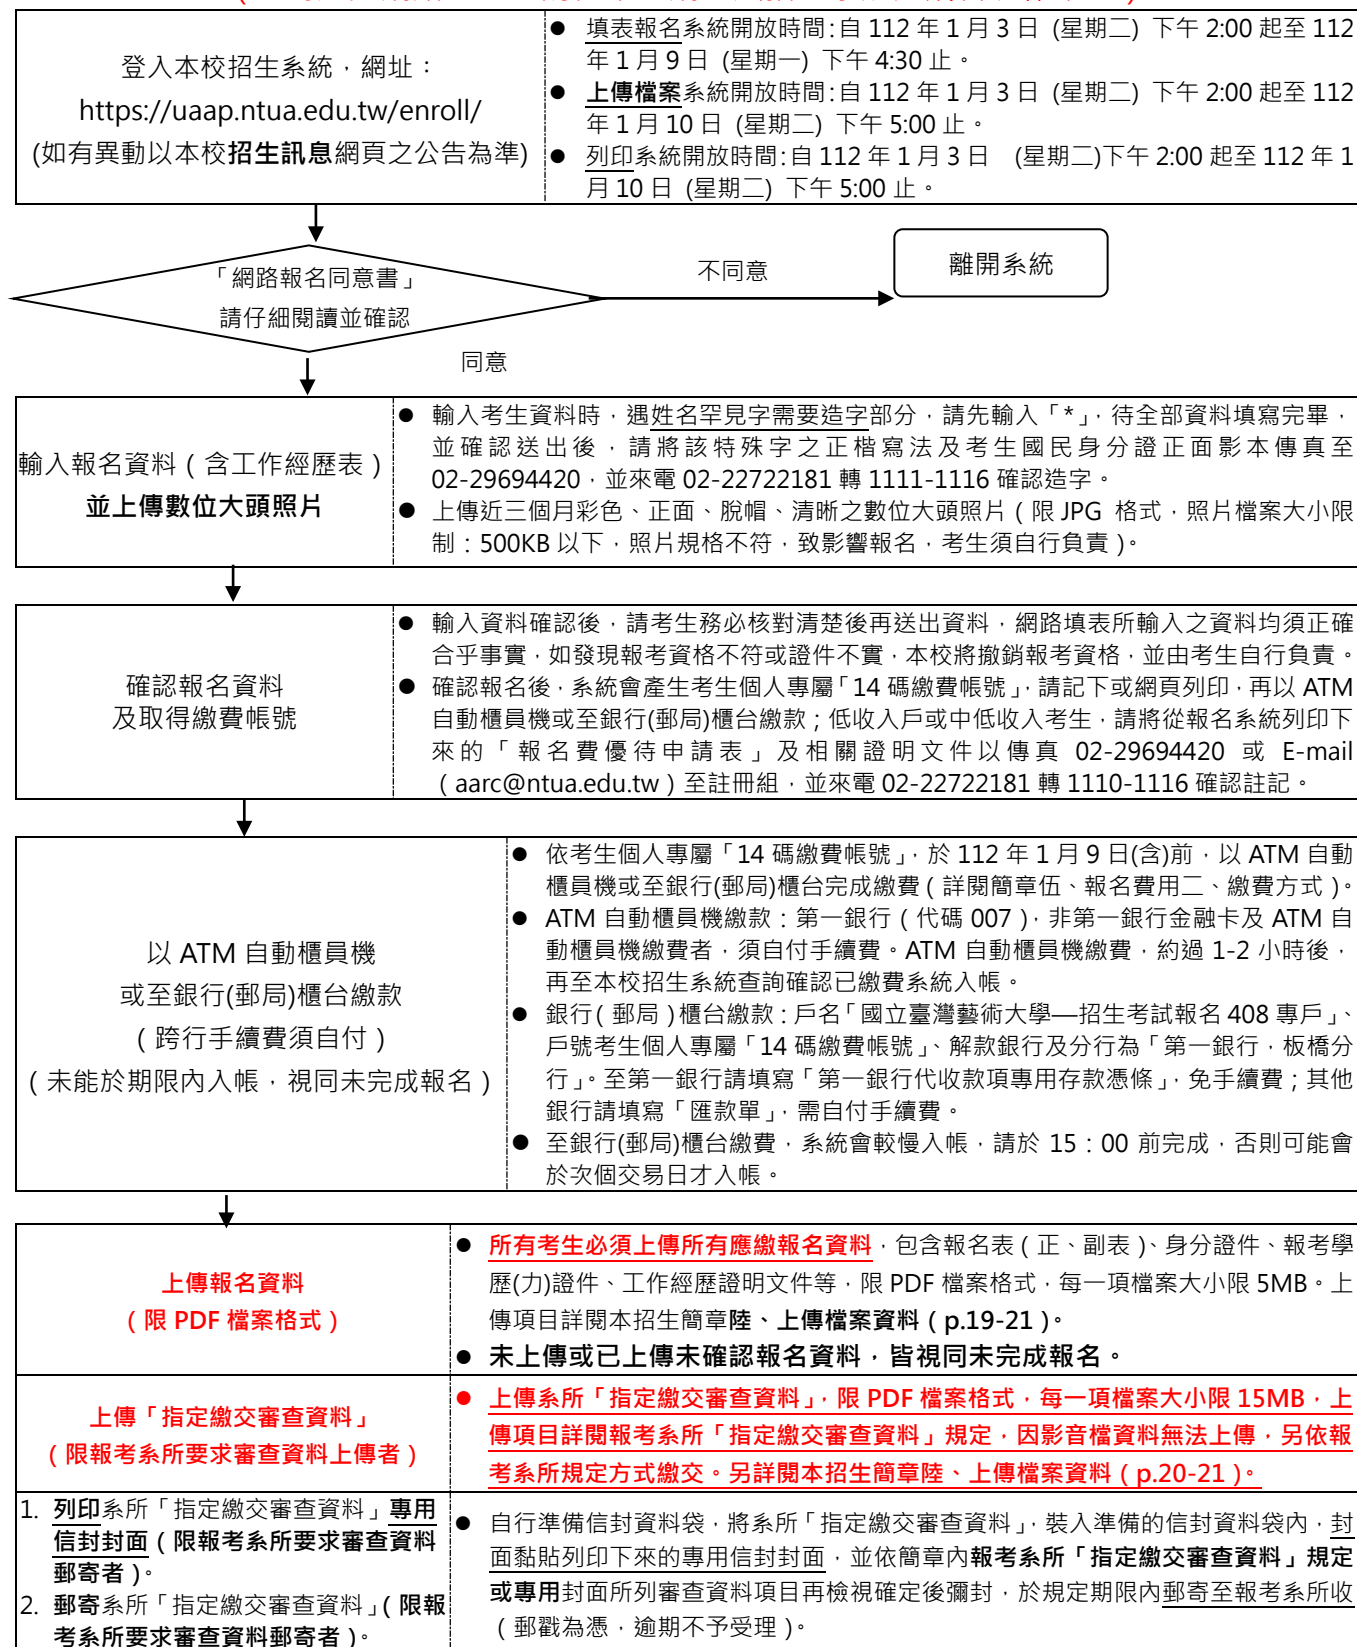 登入本校招生系統，網址：
https://uaap.ntua.edu.tw/enroll/
(如有異動以本校招生訊息網頁之公告為準)
● 填表報名系統開放時間:自 112 年 1 月 3 日 (星期二) 下午 2:00 起至 112
年 1 月 9 日 (星期一) 下午 4:30 止。
● 上傳檔案系統開放時間:自 112 年 1 月 3 日 (星期二) 下午 2:00 起至 112
年 1 月 10 日 (星期二) 下午 5:00 止。
● 列印系統開放時間:自 112 年 1 月 3 日 (星期二)下午 2:00 起至 112 年 1
月 10 日 (星期二) 下午 5:00 止。
「網路報名同意書」
請仔細閱讀並確認
不同意
離開系統
同意
輸入報名資料（含工作經歷表）
並上傳數位大頭照片
● 輸入考生資料時，遇姓名罕見字需要造字部分，請先輸入「*」，待全部資料填寫完畢，
並確認送出後，請將該特殊字之正楷寫法及考生國民身分證正面影本傳真至
02-29694420，並來電 02-22722181 轉 1111-1116 確認造字。
● 上傳近三個月彩色、正面、脫帽、清晰之數位大頭照片（限 JPG 格式，照片檔案大小限
制：500KB 以下，照片規格不符，致影響報名，考生須自行負責）。
確認報名資料
及取得繳費帳號
● 輸入資料確認後，請考生務必核對清楚後再送出資料，網路填表所輸入之資料均須正確
合乎事實，如發現報考資格不符或證件不實，本校將撤銷報考資格，並由考生自行負責。
● 確認報名後，系統會產生考生個人專屬「14 碼繳費帳號」，請記下或網頁列印，再以 ATM
自動櫃員機或至銀行(郵局)櫃台繳款；低收入戶或中低收入考生，請將從報名系統列印下
來的「報名費優待申請表」及相關證明文件以傳真 02-29694420 或 E-mail
（aarc@ntua.edu.tw）至註冊組，並來電 02-22722181 轉 1110-1116 確認註記。
以 ATM 自動櫃員機
或至銀行(郵局)櫃台繳款
（跨行手續費須自付）
（未能於期限內入帳，視同未完成報名）
● 依考生個人專屬「14 碼繳費帳號」，於 112 年 1 月 9 日(含)前，以 ATM 自動
櫃員機或至銀行(郵局)櫃台完成繳費（詳閱簡章伍、報名費用二、繳費方式）。
● ATM 自動櫃員機繳款：第一銀行（代碼 007），非第一銀行金融卡及 ATM 自
動櫃員機繳費者，須自付手續費。ATM 自動櫃員機繳費，約過 1-2 小時後，
再至本校招生系統查詢確認已繳費系統入帳。
● 銀行（郵局）櫃台繳款：戶名「國立臺灣藝術大學—招生考試報名 408 專戶」、
戶號考生個人專屬「14 碼繳費帳號」、解款銀行及分行為「第一銀行，板橋分
行」。至第一銀行請填寫「第一銀行代收款項專用存款憑條」，免手續費；其他
銀行請填寫「匯款單」，需自付手續費。
● 至銀行(郵局)櫃台繳費，系統會較慢入帳，請於 15：00 前完成，否則可能會
於次個交易日才入帳。
上傳報名資料
（限 PDF 檔案格式）
● 所有考生必須上傳所有應繳報名資料，包含報名表（正、副表）、身分證件、報考學
歷(力)證件、工作經歷證明文件等，限 PDF 檔案格式，每一項檔案大小限 5MB。上
傳項目詳閱本招生簡章陸、上傳檔案資料（p.19-21）。
● 未上傳或已上傳未確認報名資料，皆視同未完成報名。
上傳「指定繳交審查資料」
（限報考系所要求審查資料上傳者）
● 上傳系所「指定繳交審查資料」，限 PDF 檔案格式，每一項檔案大小限 15MB，上
傳項目詳閱報考系所「指定繳交審查資料」規定，因影音檔資料無法上傳，另依報
考系所規定方式繳交。另詳閱本招生簡章陸、上傳檔案資料（p.20-21）。
1. 列印系所「指定繳交審查資料」專用
信封封面（限報考系所要求審查資料
郵寄者）。
2. 郵寄系所「指定繳交審查資料」（限報
考系所要求審查資料郵寄者）。
● 自行準備信封資料袋，將系所「指定繳交審查資料」，裝入準備的信封資料袋內，封
面黏貼列印下來的專用信封封面，並依簡章內報考系所「指定繳交審查資料」規定
或專用封面所列審查資料項目再檢視確定後彌封，於規定期限內郵寄至報考系所收
（郵戳為憑，逾期不予受理）。